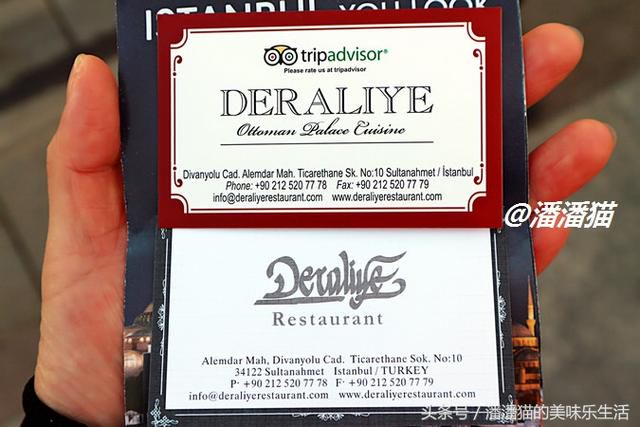 ISTANBUL YOU LOOK
tripadvisor®
Please rate us at tripadvisor
DERALIYE
Ottoman Palace Cuisine
Divanyolu Cad. Alemdar Mah. Ticarethane Sk. No:10 Sultanahmet / İstanbul
Phone: +90 212 520 77 78 Fax: +90 212 520 77 79
info@deraliyerestaurant.com www.deraliyerestaurant.com
@潘潘猫
Deraliye
Restaurant
Alemdar Mah, Divanyolu Cad. Ticarethane Sok. No:10
34122 Sultanahmet Istanbul / TURKEY
P: +90 212 520 77 78 F: +90 212 520 77 79
info@deraliyerestaurant.com www.deraliyerestaurant.com
头条号 / 潘潘猫的美味乐生活